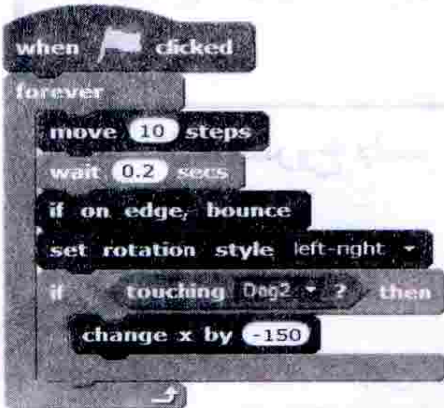 when clicked
forever
move 10 steps
wait 0.2 secs
if on edge, bounce
set rotation style left-right
if touching Dog2 ? then
change x by -150